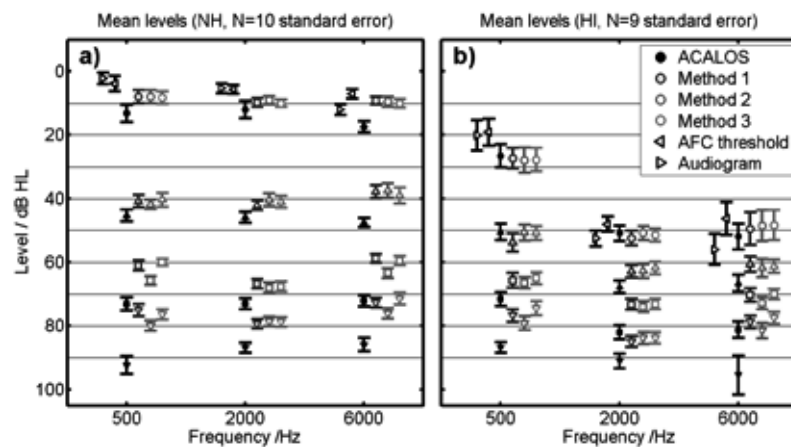 Mean levels (NH, N=10 standard error)
Mean levels (HI, N=9 standard error)
a)
b)
ACALOS
Method 1
Method 2
Method 3
AFC threshold
Audiogram
Level / dB HL
0
20
40
60
80
100
500
2000
6000
Frequency /Hz
500
2000
6000
Frequency /Hz